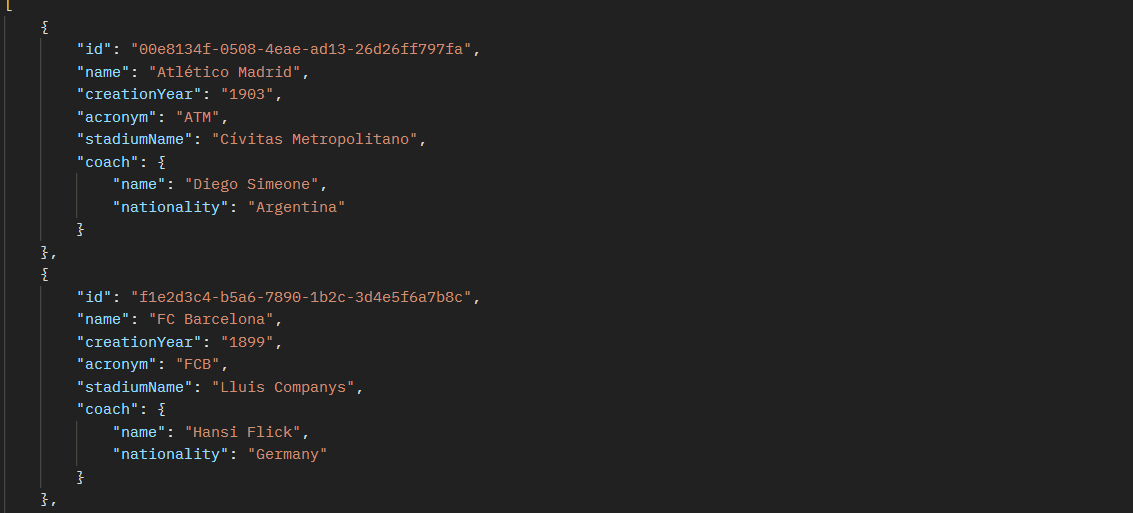 [
    {
        "id": "00e8134f-0508-4eae-ad13-26d26ff797fa",
        "name": "Atlético Madrid",
        "creationYear": "1903",
        "acronym": "ATM",
        "stadiumName": "Cívitas Metropolitano",
        "coach": {
            "name": "Diego Simeone",
            "nationality": "Argentina"
        }
    },
    {
        "id": "f1e2d3c4-b5a6-7890-1b2c-3d4e5f6a7b8c",
        "name": "FC Barcelona",
        "creationYear": "1899",
        "acronym": "FCB",
        "stadiumName": "Lluis Companys",
        "coach": {
            "name": "Hansi Flick",
            "nationality": "Germany"
        }
    },